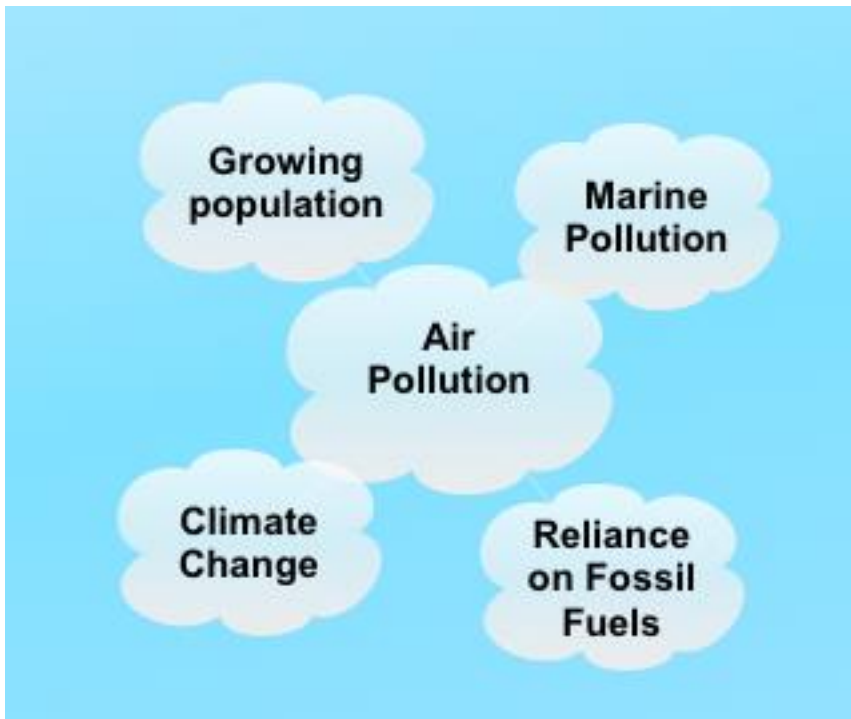 Growing
population
Marine
Pollution
Air
Pollution
Climate
Change
Reliance
on Fossil
Fuels